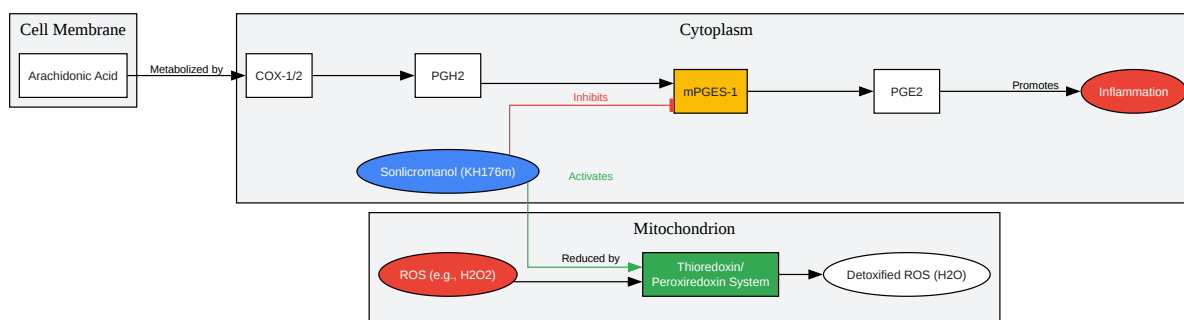 Cell Membrane
Arachidonic Acid
Metabolized by
Cytoplasm
COX-1/2
PGH2
Inhibits
mPGES-1
PGE2
Promotes
Inflammation
Sonlicromanol (KH176m)
Activates
Mitochondrion
ROS (e.g., H2O2)
Reduced by
Thioredoxin/
Peroxiredoxin System
Detoxified ROS (H2O)